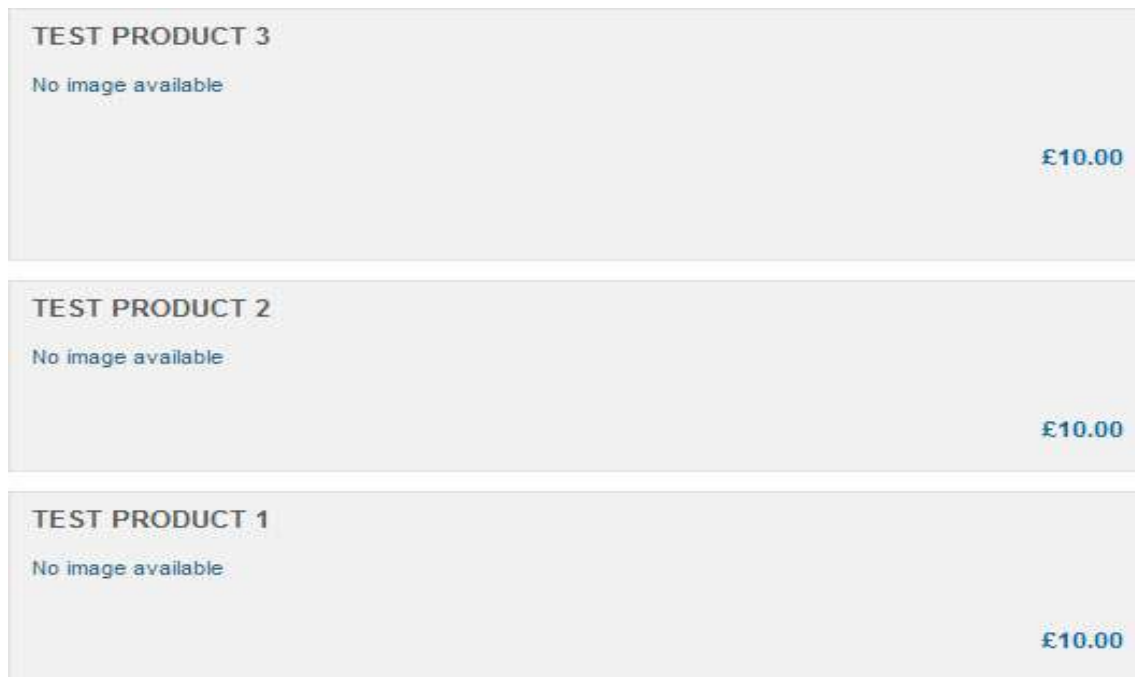 TEST PRODUCT 3
No image available
£10.00
TEST PRODUCT 2
No image available
£10.00
TEST PRODUCT 1
No image available
£10.00